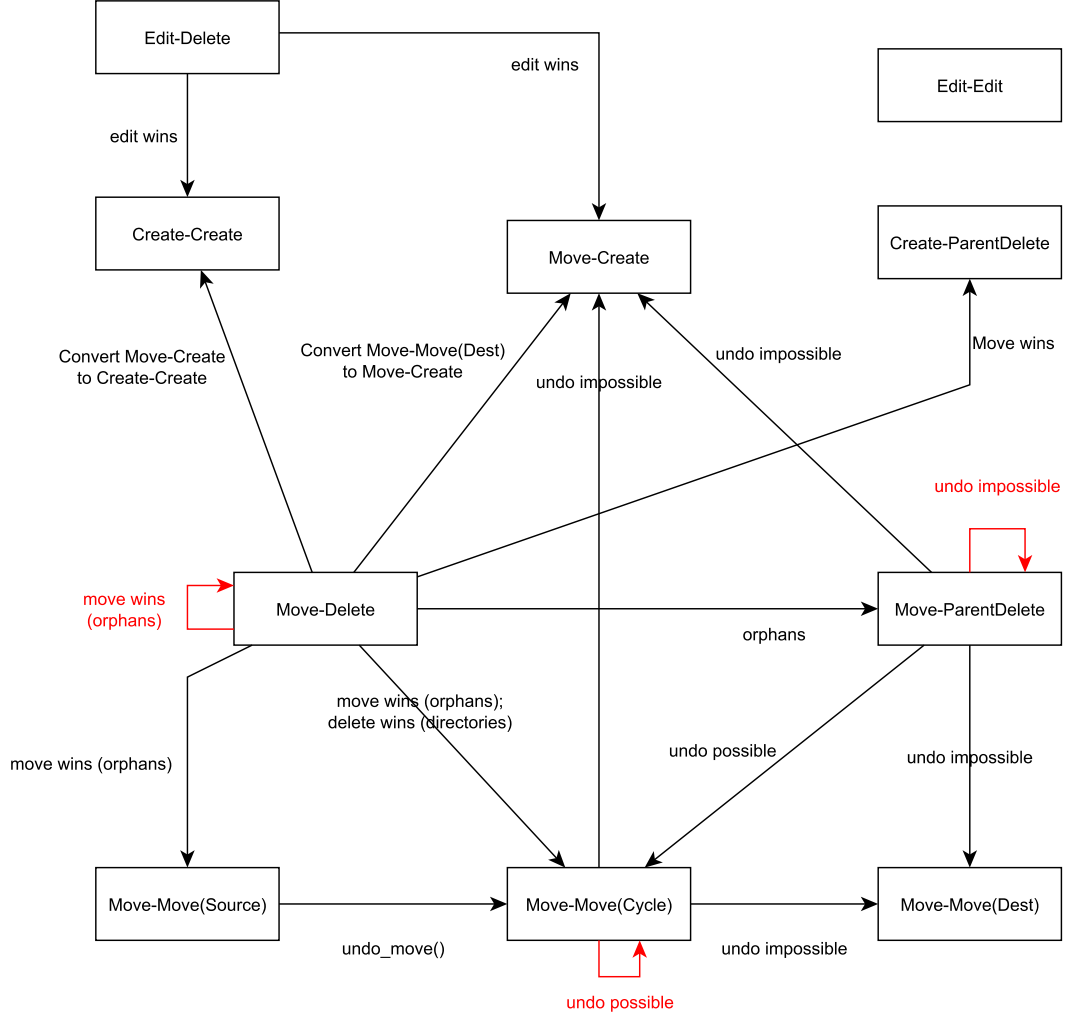 Edit-Delete
edit wins
Edit-Edit
edit wins
Create-Create
Create-ParentDelete
Move-Create
Move wins
Convert Move-Create
to Create-Create
Convert Move-Move(Dest)
to Move-Create
undo impossible
undo impossible
undo impossible
move wins
(orphans)
Move-Delete
Move-ParentDelete
orphans
move wins (orphans);
delete wins (directories)
move wins (orphans)
undo possible
undo impossible
Move-Move(Source)
Move-Move(Cycle)
Move-Move(Dest)
undo_move()
undo impossible
undo possible